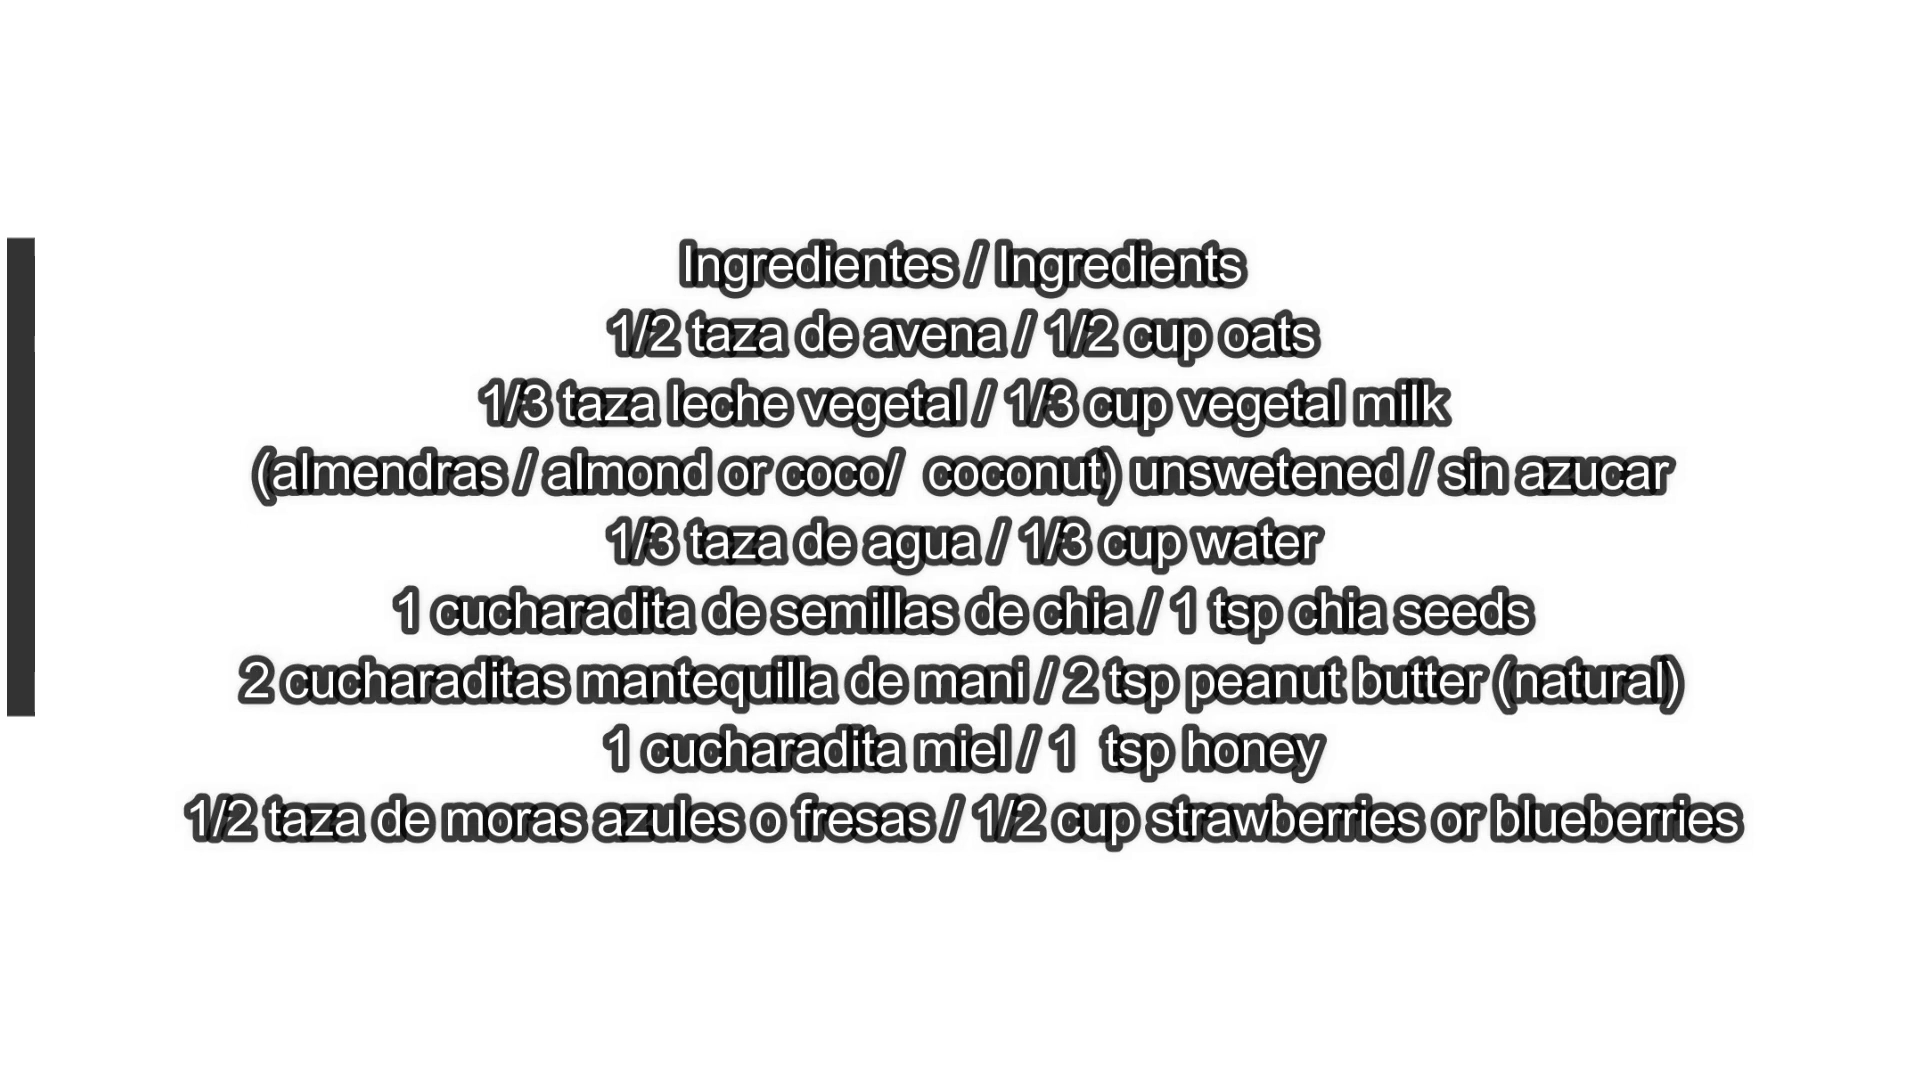 Ingredientes / Ingredients
1/2 taza de avena / 1/2 cup oats
1/3 taza leche vegetal / 1/3 cup vegetal milk
(almendras / almond or coco/  coconut) unswetened / sin azucar
1/3 taza de agua / 1/3 cup water
1 cucharadita de semillas de chia / 1 tsp chia seeds
2 cucharaditas mantequilla de mani / 2 tsp peanut butter (natural)
1 cucharadita miel / 1  tsp honey
1/2 taza de moras azules o fresas / 1/2 cup strawberries or blueberries